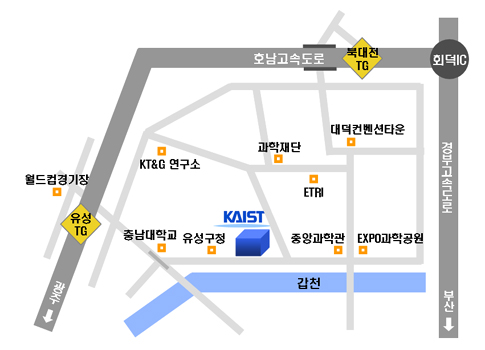 북대전
TG
호남고속도로
회덕IC
대덕컨벤션타운
과학재단
KT&G 연구소
경부고속도로
월드컵경기장
ETRI
유성
TG
KAIST
충남대학교
유성구청
중앙과학관
EXPO과학공원
갑천
광주
부산